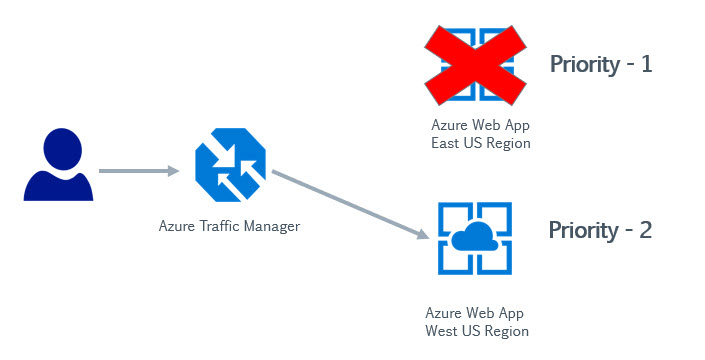 Priority - 1
Azure Web App
East US Region
Azure Traffic Manager
Priority - 2
Azure Web App
West US Region